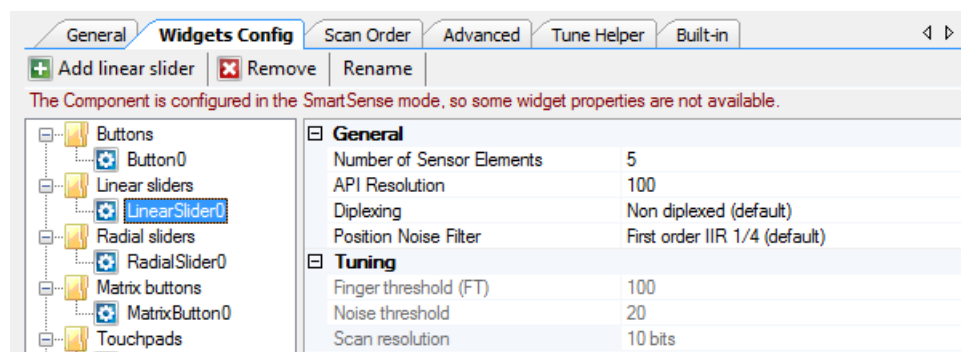 General Widgets Config Scan Order Advanced Tune Helper Built-in
Add linear slider Remove Rename
The Component is configured in the SmartSense mode, so some widget properties are not available.
Buttons
Button0
Linear sliders
LinearSlider0
Radial sliders
RadialSlider0
Matrix buttons
MatrixButton0
Touchpads
General
Number of Sensor Elements 5
API Resolution 100
Diplexing Non diplexed (default)
Position Noise Filter First order IIR 1/4 (default)
Tuning
Finger threshold (FT) 100
Noise threshold 20
Scan resolution 10 bits